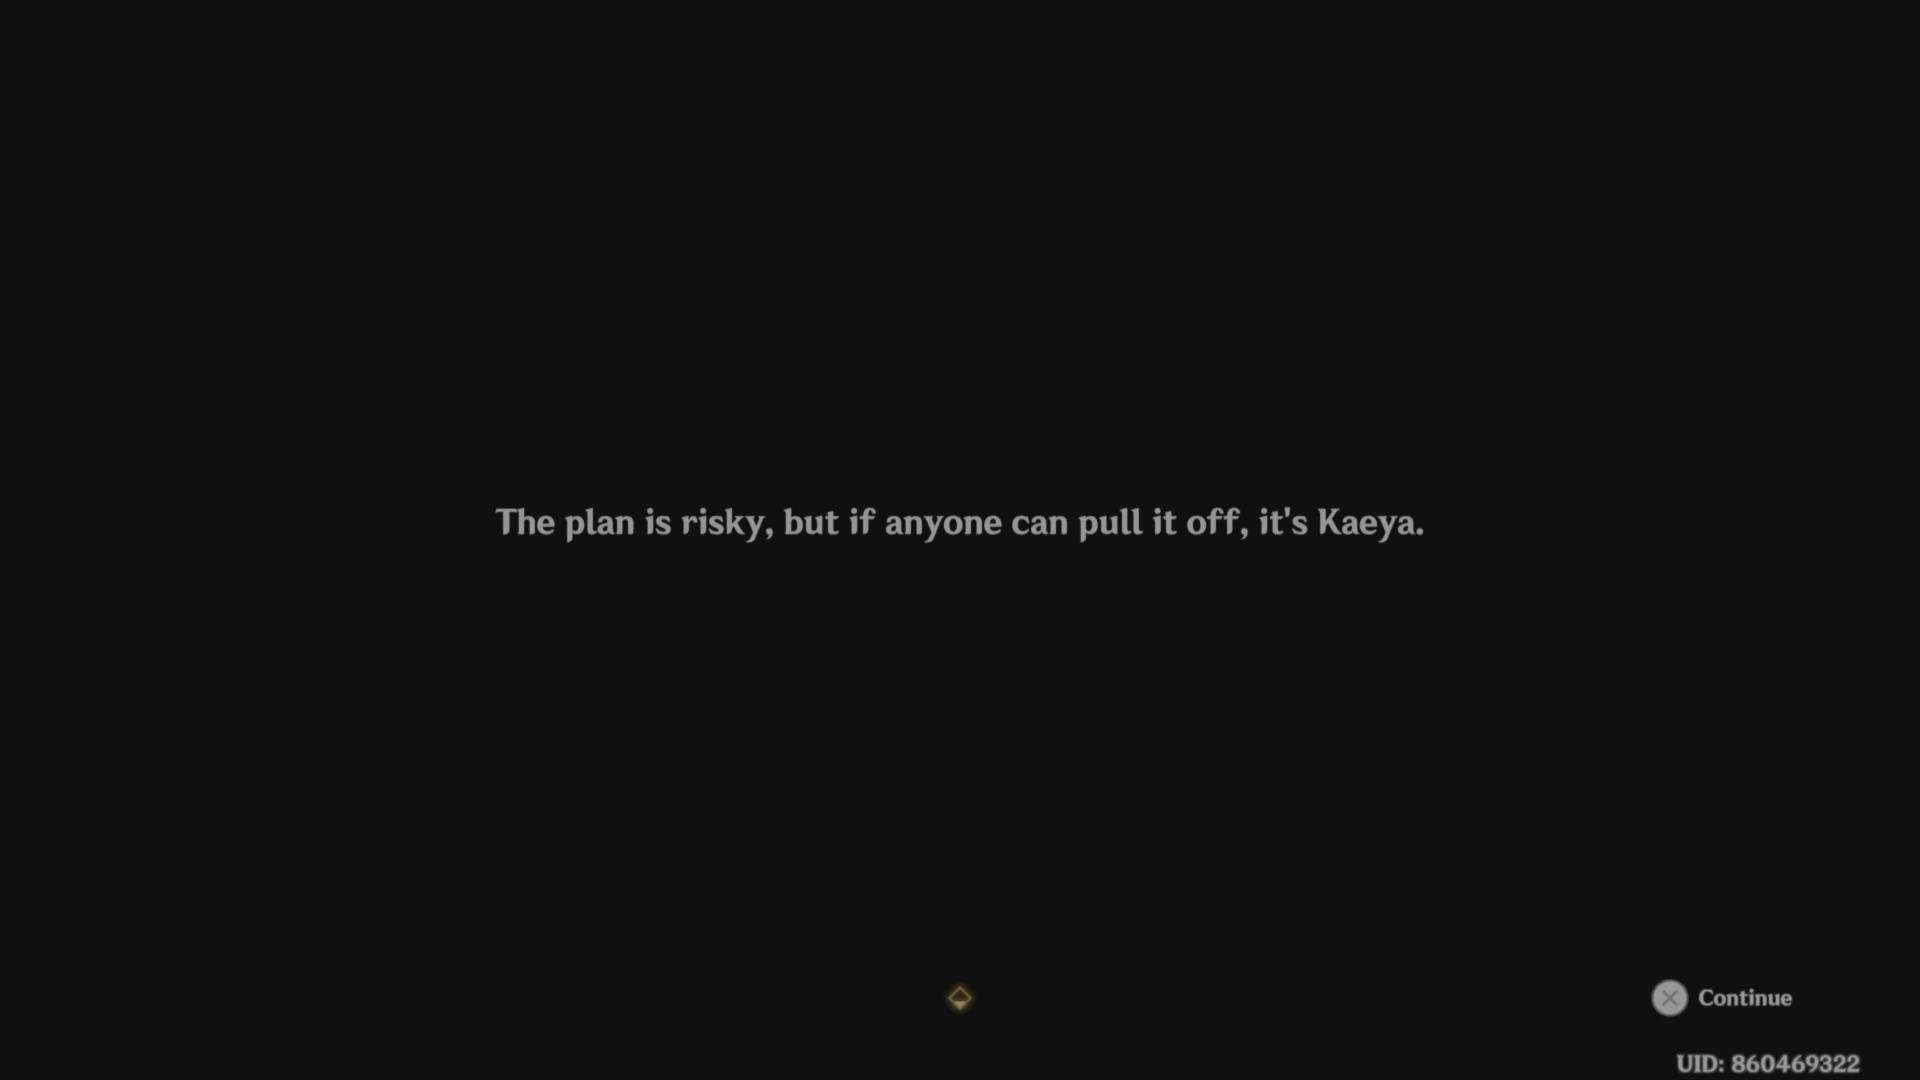 The plan is risky, but if anyone can pull it off, it's Kaeya.
Continue
UID: 860469322